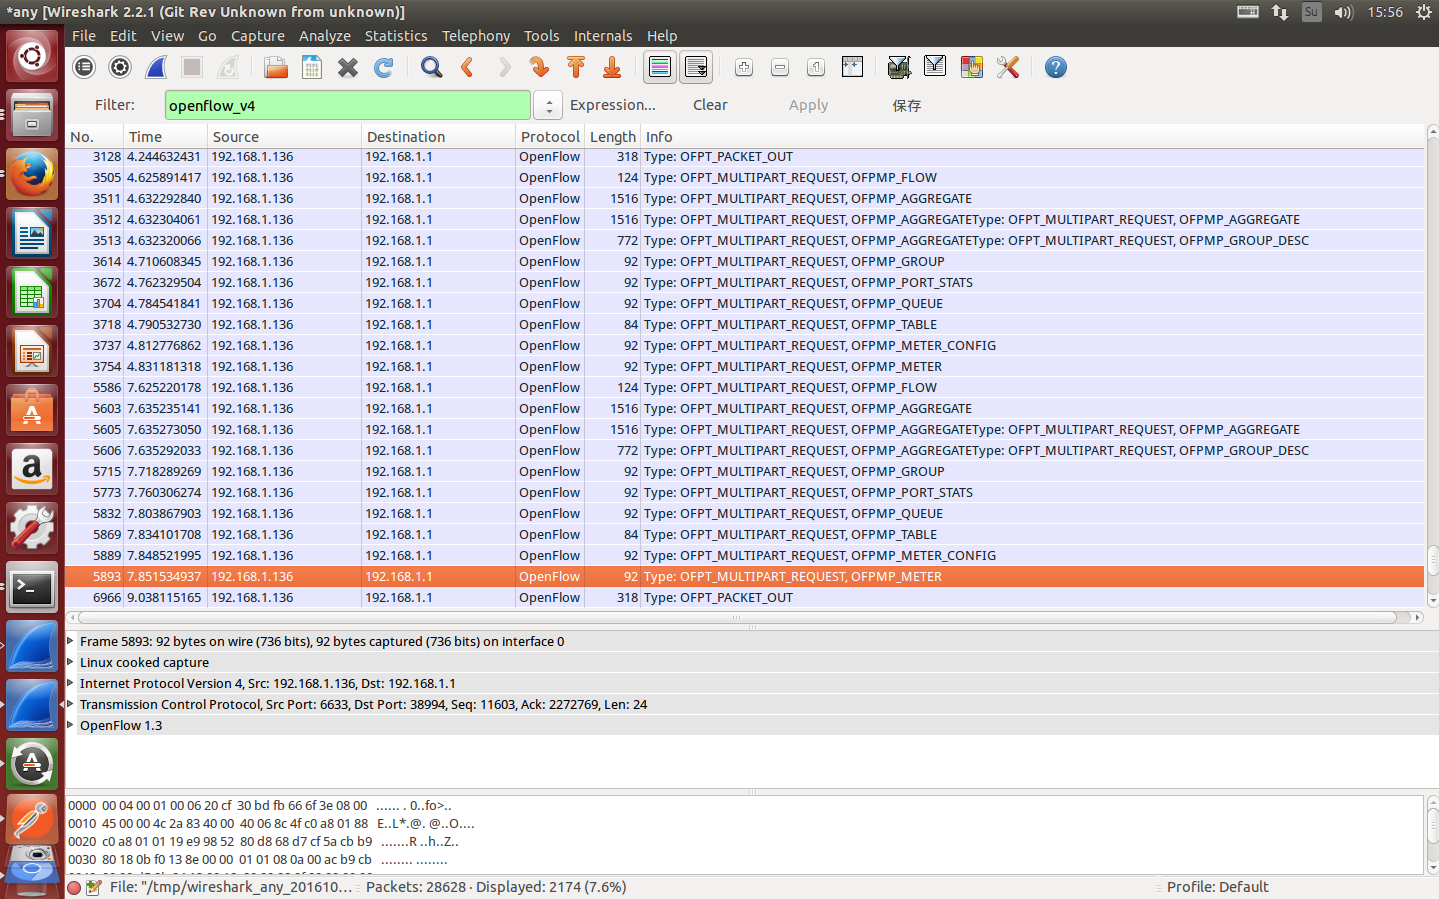 *any [Wireshark 2.2.1 (Git Rev Unknown from unknown)]
Su
15:56
File Edit View Go Capture Analyze Statistics Telephony Tools Internals Help
Filter: openflow_v4 Expression... Clear Apply 保存
No. Time Source Destination Protocol Length Info
3128 4.244632431 192.168.1.136 192.168.1.1 OpenFlow 318 Type: OFPT_PACKET_OUT
3505 4.625891417 192.168.1.136 192.168.1.1 OpenFlow 124 Type: OFPT_MULTIPART_REQUEST, OFPMP_FLOW
3511 4.632292840 192.168.1.136 192.168.1.1 OpenFlow 1516 Type: OFPT_MULTIPART_REQUEST, OFPMP_AGGREGATE
3512 4.632304061 192.168.1.136 192.168.1.1 OpenFlow 1516 Type: OFPT_MULTIPART_REQUEST, OFPMP_AGGREGATEType: OFPT_MULTIPART_REQUEST, OFPMP_AGGREGATE
3513 4.632320066 192.168.1.136 192.168.1.1 OpenFlow 772 Type: OFPT_MULTIPART_REQUEST, OFPMP_AGGREGATEType: OFPT_MULTIPART_REQUEST, OFPMP_GROUP_DESC
3614 4.710608345 192.168.1.136 192.168.1.1 OpenFlow 92 Type: OFPT_MULTIPART_REQUEST, OFPMP_GROUP
3672 4.762329504 192.168.1.136 192.168.1.1 OpenFlow 92 Type: OFPT_MULTIPART_REQUEST, OFPMP_PORT_STATS
3704 4.784541841 192.168.1.136 192.168.1.1 OpenFlow 92 Type: OFPT_MULTIPART_REQUEST, OFPMP_QUEUE
3718 4.790532730 192.168.1.136 192.168.1.1 OpenFlow 84 Type: OFPT_MULTIPART_REQUEST, OFPMP_TABLE
3737 4.812776862 192.168.1.136 192.168.1.1 OpenFlow 92 Type: OFPT_MULTIPART_REQUEST, OFPMP_METER_CONFIG
3754 4.831181318 192.168.1.136 192.168.1.1 OpenFlow 92 Type: OFPT_MULTIPART_REQUEST, OFPMP_METER
5586 7.625220178 192.168.1.136 192.168.1.1 OpenFlow 124 Type: OFPT_MULTIPART_REQUEST, OFPMP_FLOW
5603 7.635235141 192.168.1.136 192.168.1.1 OpenFlow 1516 Type: OFPT_MULTIPART_REQUEST, OFPMP_AGGREGATE
5605 7.635273050 192.168.1.136 192.168.1.1 OpenFlow 1516 Type: OFPT_MULTIPART_REQUEST, OFPMP_AGGREGATEType: OFPT_MULTIPART_REQUEST, OFPMP_AGGREGATE
5606 7.635292033 192.168.1.136 192.168.1.1 OpenFlow 772 Type: OFPT_MULTIPART_REQUEST, OFPMP_AGGREGATEType: OFPT_MULTIPART_REQUEST, OFPMP_GROUP_DESC
5715 7.718289269 192.168.1.136 192.168.1.1 OpenFlow 92 Type: OFPT_MULTIPART_REQUEST, OFPMP_GROUP
5773 7.760306274 192.168.1.136 192.168.1.1 OpenFlow 92 Type: OFPT_MULTIPART_REQUEST, OFPMP_PORT_STATS
5832 7.803867903 192.168.1.136 192.168.1.1 OpenFlow 92 Type: OFPT_MULTIPART_REQUEST, OFPMP_QUEUE
5869 7.834101708 192.168.1.136 192.168.1.1 OpenFlow 84 Type: OFPT_MULTIPART_REQUEST, OFPMP_TABLE
5889 7.848521995 192.168.1.136 192.168.1.1 OpenFlow 92 Type: OFPT_MULTIPART_REQUEST, OFPMP_METER_CONFIG
5893 7.851534937 192.168.1.136 192.168.1.1 OpenFlow 92 Type: OFPT_MULTIPART_REQUEST, OFPMP_METER
6966 9.038115165 192.168.1.136 192.168.1.1 OpenFlow 318 Type: OFPT_PACKET_OUT
Frame 5893: 92 bytes on wire (736 bits), 92 bytes captured (736 bits) on interface 0
Linux cooked capture
Internet Protocol Version 4, Src: 192.168.1.136, Dst: 192.168.1.1
Transmission Control Protocol, Src Port: 6633, Dst Port: 38994, Seq: 11603, Ack: 2272769, Len: 24
OpenFlow 1.3
0000 00 04 00 01 00 06 20 cf 30 bd fb 66 6f 3e 08 00 ...... . 0..fo>..
0010 45 00 00 4c 2a 83 40 00 40 06 8c 4f c0 a8 01 88 E..L*.@. @..O....
0020 c0 a8 01 01 19 e9 98 52 80 d8 68 d7 cf 5a cb b9 .......R ..h..Z..
0030 80 18 0b f0 13 8e 00 00 01 01 08 0a 00 ac b9 cb ........ ........
File: "/tmp/wireshark_any_201610... Packets: 28628 · Displayed: 2174 (7.6%) Profile: Default